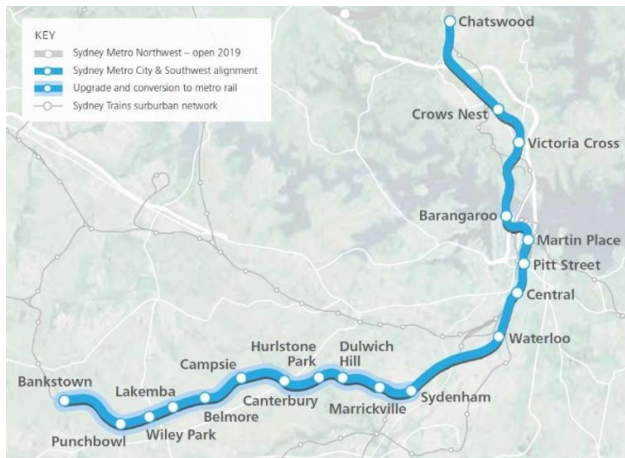 KEY
Sydney Metro Northwest – open 2019
Sydney Metro City & Southwest alignment
Upgrade and conversion to metro rail
Sydney Trains surburban network
Chatswood
Crows Nest
Victoria Cross
Barangaroo
Martin Place
Pitt Street
Central
Waterloo
Hurlstone
Park
Dulwich
Hill
Campsie
Bankstown
Lakemba
Canterbury
Sydenham
Belmore
Marrickville
Wiley Park
Punchbowl